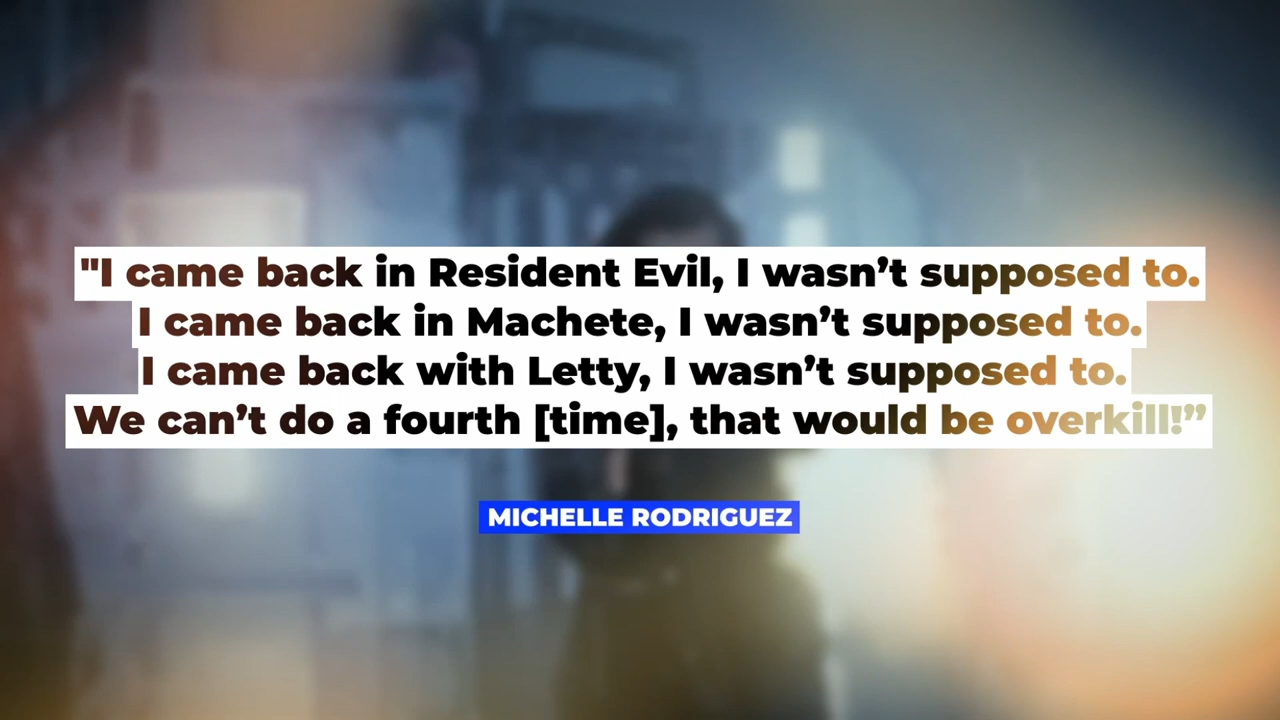 "I came back in Resident Evil, I wasn’t supposed to.
I came back in Machete, I wasn’t supposed to.
I came back with Letty, I wasn’t supposed to.
We can’t do a fourth [time], that would be overkill!”
MICHELLE RODRIGUEZ